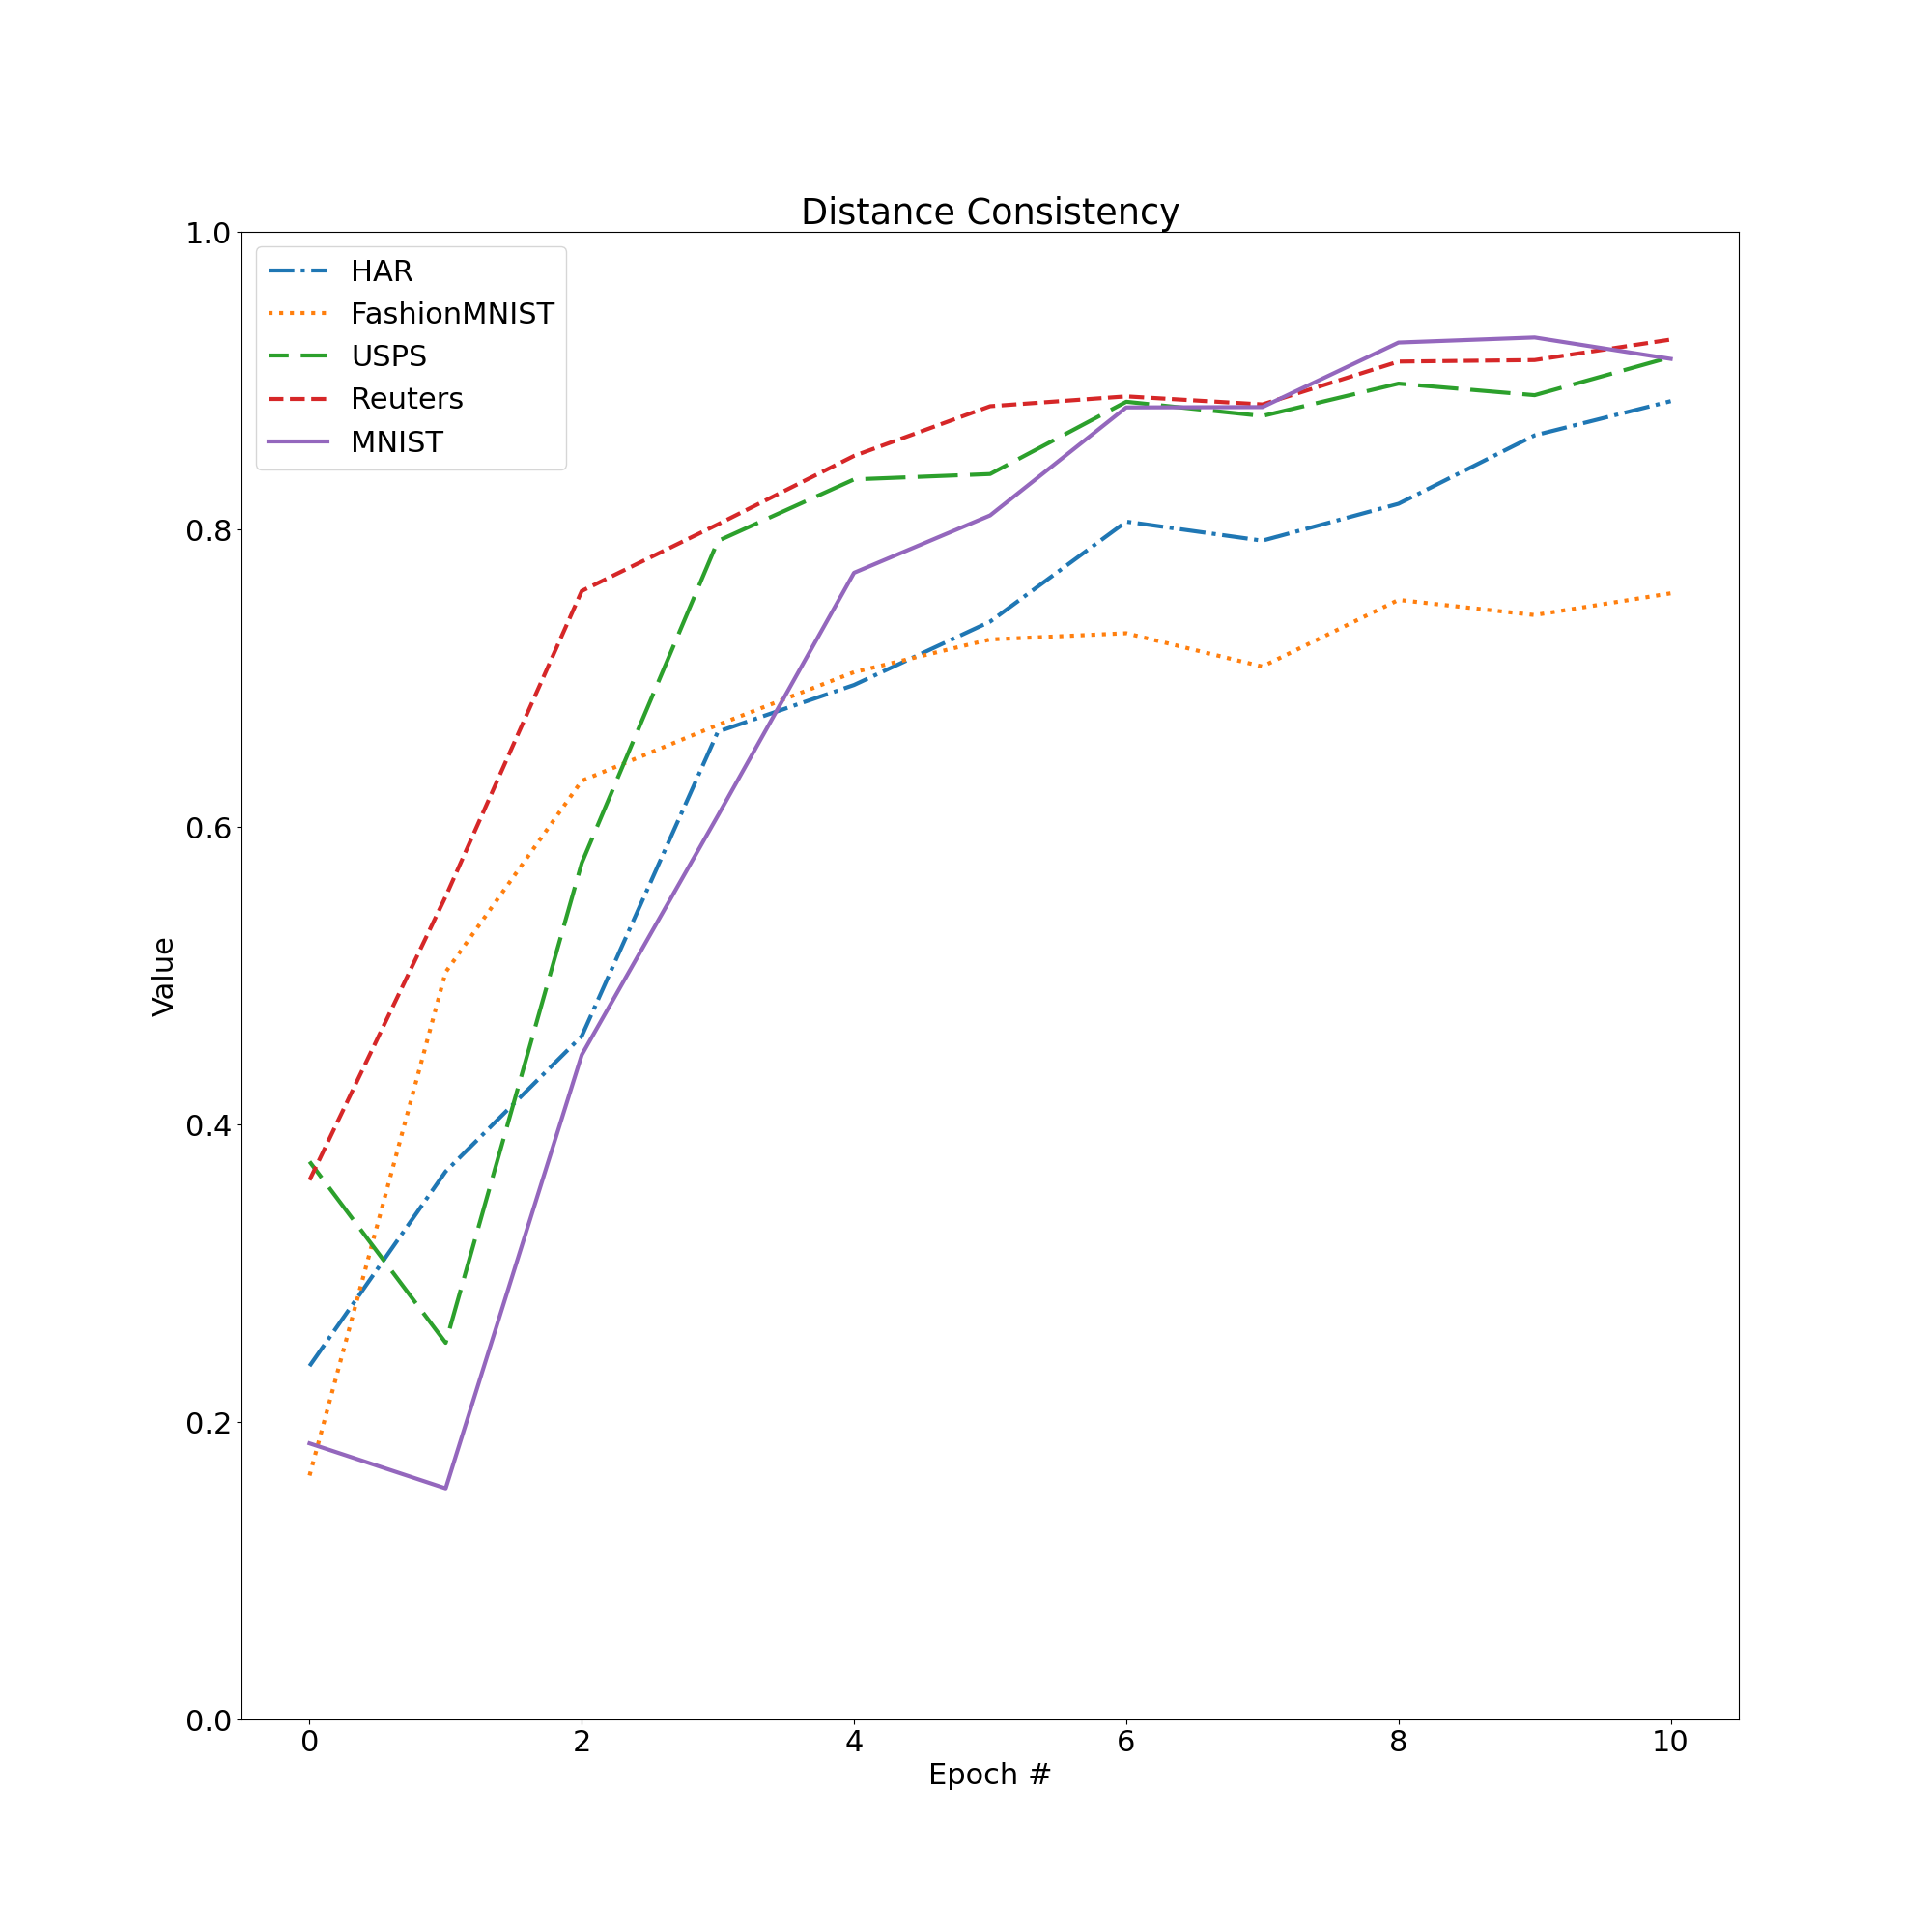 Distance Consistency
1.0
0.8
0.6
0.4
0.2
0.0
Value
HAR
FashionMNIST
USPS
Reuters
MNIST
0 2 4 6 8 10
Epoch #